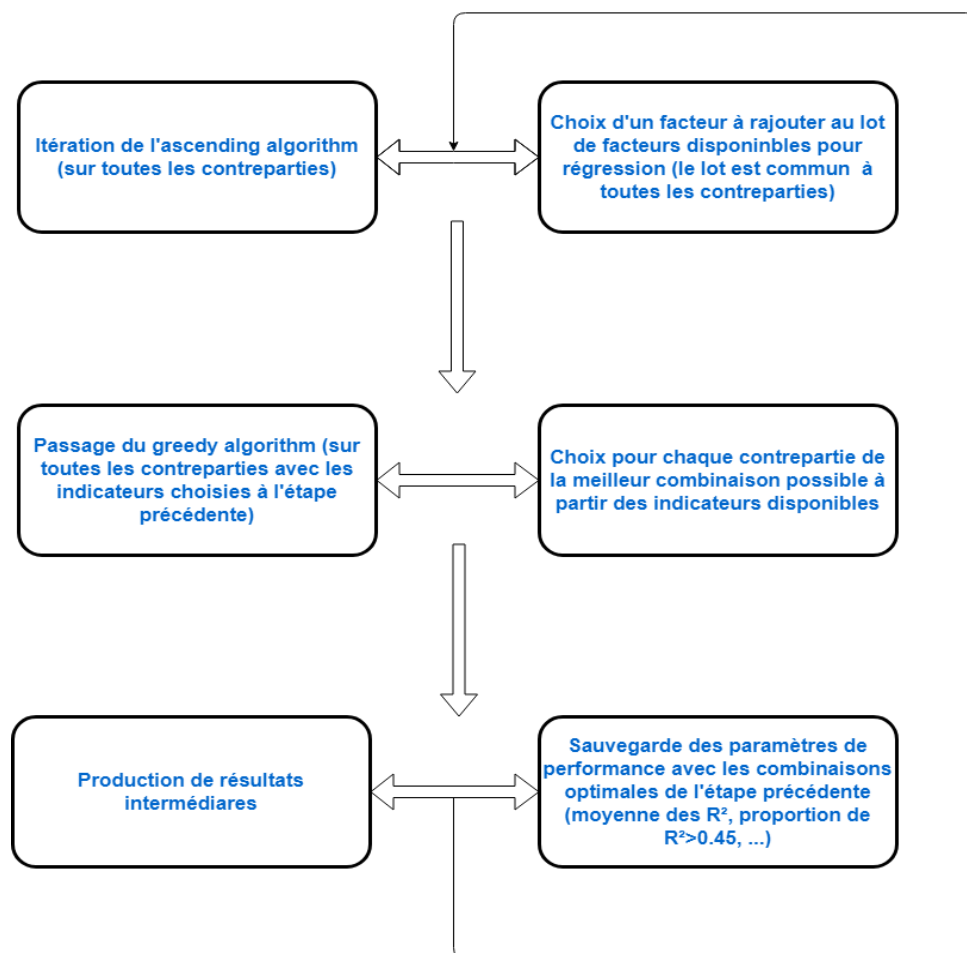 Itération de l'ascending algorithm
(sur toutes les contreparties)
Choix d'un facteur à rajouter au lot
de facteurs disponinbles pour
régression (le lot est commun à
toutes les contreparties)
Passage du greedy algorithm (sur
toutes les contreparties avec les
indicateurs choisies à l'étape
précédente)
Choix pour chaque contrepartie de
la meilleur combinaison possible à
partir des indicateurs disponibles
Production de résultats
intermédiares
Sauvegarde des paramètres de
performance avec les combinaisons
optimales de l'étape précédente
(moyenne des R², proportion de
R²>0.45, ...)